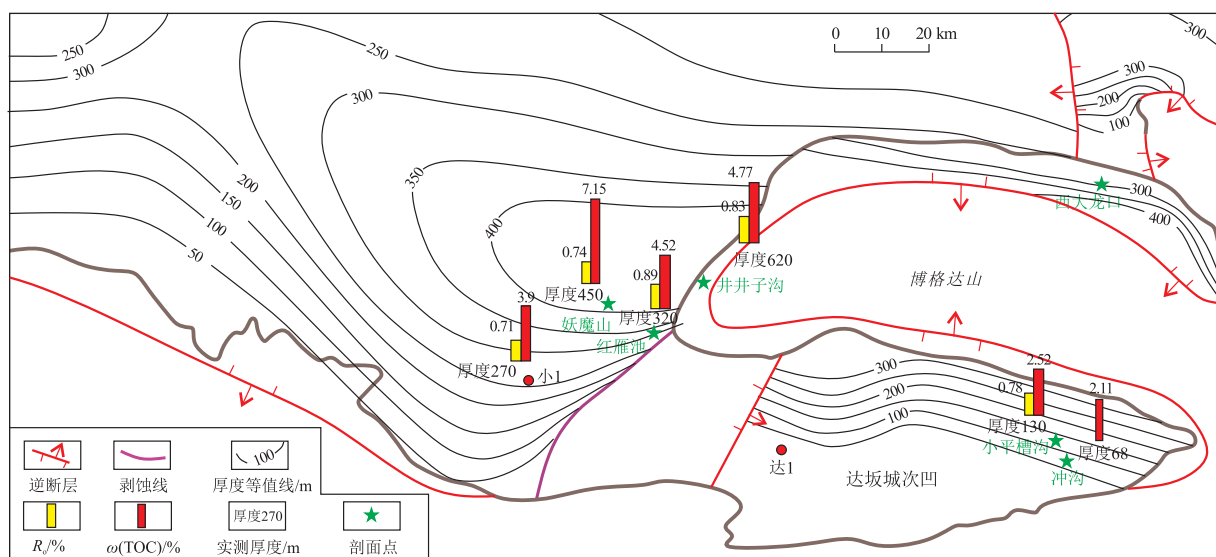 0 10 20 km
250
300
250
300
350
400
200
150
100
50
300
300
200
100
300
400
西大龙口
博格达山
7.15
0.74
厚度450
妖魔山
4.52
0.89
厚度320
红雁池
4.77
0.83
厚度620
井井子沟
3.9
0.71
厚度270
小1
300
200
100
2.52
0.78
厚度130
小平槽沟
2.11
厚度68
冲沟
达1
达坂城次凹
逆断层
剥蚀线
100
厚度等值线/m
Rₒ/%
ω(TOC)/%
厚度270
实测厚度/m
剖面点